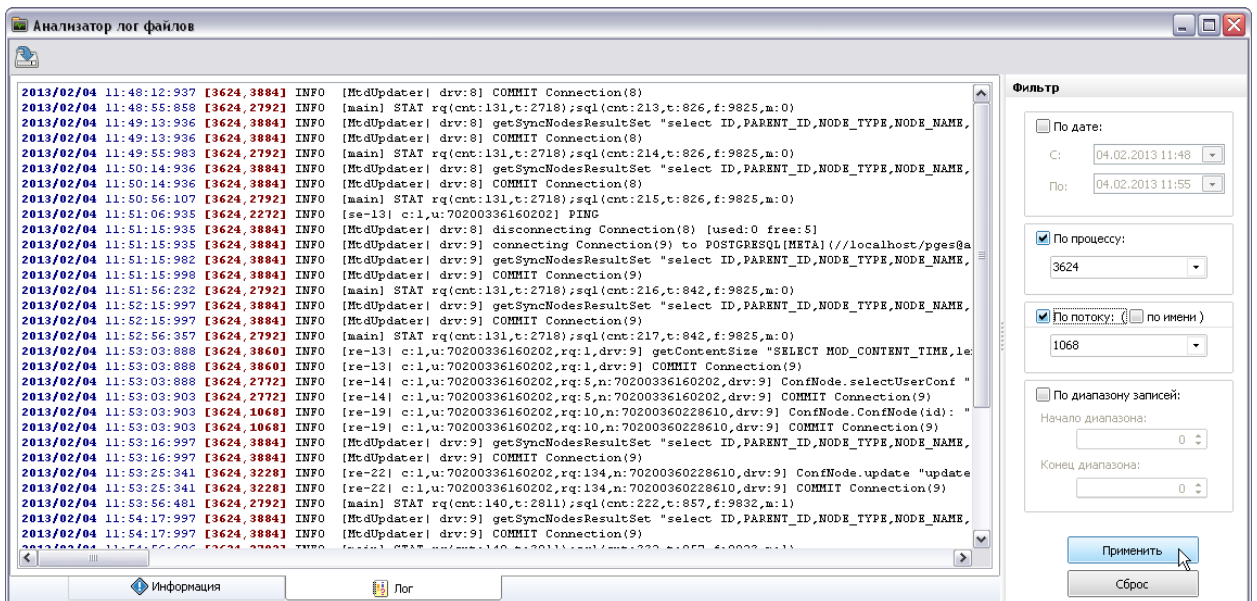 Анализатор лог файлов
2013/02/04 11:48:12:937 [3624,3884] INFO [MtdUpdater| drv:8] COMMIT Connection(8)
2013/02/04 11:48:55:858 [3624,2792] INFO [main] STAT rq(cnt:131,t:2718);sql(cnt:213,t:826,f:9825,m:0)
2013/02/04 11:49:13:936 [3624,3884] INFO [MtdUpdater| drv:8] getSyncNodesResultSet "select ID,PARENT_ID,NODE_TYPE,NODE_NAME,
2013/02/04 11:49:13:936 [3624,3884] INFO [MtdUpdater| drv:8] COMMIT Connection(8)
2013/02/04 11:49:55:983 [3624,2792] INFO [main] STAT rq(cnt:131,t:2718);sql(cnt:214,t:826,f:9825,m:0)
2013/02/04 11:50:14:936 [3624,3884] INFO [MtdUpdater| drv:8] getSyncNodesResultSet "select ID,PARENT_ID,NODE_TYPE,NODE_NAME,
2013/02/04 11:50:14:936 [3624,3884] INFO [MtdUpdater| drv:8] COMMIT Connection(8)
2013/02/04 11:50:56:107 [3624,2792] INFO [main] STAT rq(cnt:131,t:2718);sql(cnt:215,t:826,f:9825,m:0)
2013/02/04 11:51:06:935 [3624,2272] INFO [se-13| c:1,u:70200336160202] PING
2013/02/04 11:51:15:935 [3624,3884] INFO [MtdUpdater| drv:8] disconnecting Connection(8) [used:0 free:5]
2013/02/04 11:51:15:935 [3624,3884] INFO [MtdUpdater| drv:9] connecting Connection(9) to POSTGRESQL[META](//localhost/pges@a
2013/02/04 11:51:15:982 [3624,3884] INFO [MtdUpdater| drv:9] getSyncNodesResultSet "select ID,PARENT_ID,NODE_TYPE,NODE_NAME,
2013/02/04 11:51:15:998 [3624,3884] INFO [MtdUpdater| drv:9] COMMIT Connection(9)
2013/02/04 11:51:56:232 [3624,2792] INFO [main] STAT rq(cnt:131,t:2718);sql(cnt:216,t:842,f:9825,m:0)
2013/02/04 11:52:15:997 [3624,3884] INFO [MtdUpdater| drv:9] getSyncNodesResultSet "select ID,PARENT_ID,NODE_TYPE,NODE_NAME,
2013/02/04 11:52:15:997 [3624,3884] INFO [MtdUpdater| drv:9] COMMIT Connection(9)
2013/02/04 11:52:56:357 [3624,2792] INFO [main] STAT rq(cnt:131,t:2718);sql(cnt:217,t:842,f:9825,m:0)
2013/02/04 11:53:03:888 [3624,3860] INFO [re-13| c:1,u:70200336160202,rq:1,drv:9] getContentSize "SELECT MOD_CONTENT_TIME,le
2013/02/04 11:53:03:888 [3624,3860] INFO [re-13| c:1,u:70200336160202,rq:1,drv:9] COMMIT Connection(9)
2013/02/04 11:53:03:888 [3624,2772] INFO [re-14| c:1,u:70200336160202,rq:5,n:70200336160202,drv:9] ConfNode.selectUserConf "
2013/02/04 11:53:03:903 [3624,2772] INFO [re-14| c:1,u:70200336160202,rq:5,n:70200336160202,drv:9] COMMIT Connection(9)
2013/02/04 11:53:03:903 [3624,1068] INFO [re-19| c:1,u:70200336160202,rq:10,n:70200360228610,drv:9] ConfNode.ConfNode(id): "
2013/02/04 11:53:03:903 [3624,1068] INFO [re-19| c:1,u:70200336160202,rq:10,n:70200360228610,drv:9] COMMIT Connection(9)
2013/02/04 11:53:16:997 [3624,3884] INFO [MtdUpdater| drv:9] getSyncNodesResultSet "select ID,PARENT_ID,NODE_TYPE,NODE_NAME,
2013/02/04 11:53:16:997 [3624,3884] INFO [MtdUpdater| drv:9] COMMIT Connection(9)
2013/02/04 11:53:25:341 [3624,3228] INFO [re-22| c:1,u:70200336160202,rq:134,n:70200360228610,drv:9] ConfNode.update "update
2013/02/04 11:53:25:341 [3624,3228] INFO [re-22| c:1,u:70200336160202,rq:134,n:70200360228610,drv:9] COMMIT Connection(9)
2013/02/04 11:53:56:481 [3624,2792] INFO [main] STAT rq(cnt:140,t:2811);sql(cnt:222,t:857,f:9832,m:1)
2013/02/04 11:54:17:997 [3624,3884] INFO [MtdUpdater| drv:9] getSyncNodesResultSet "select ID,PARENT_ID,NODE_TYPE,NODE_NAME,
2013/02/04 11:54:17:997 [3624,3884] INFO [MtdUpdater| drv:9] COMMIT Connection(9)
Информация
Лог
Фильтр
По дате:
С: 04.02.2013 11:48
По: 04.02.2013 11:55
По процессу:
3624
По потоку: ( по имени )
1068
По диапазону записей:
Начало диапазона:
0
Конец диапазона:
0
Применить
Сброс